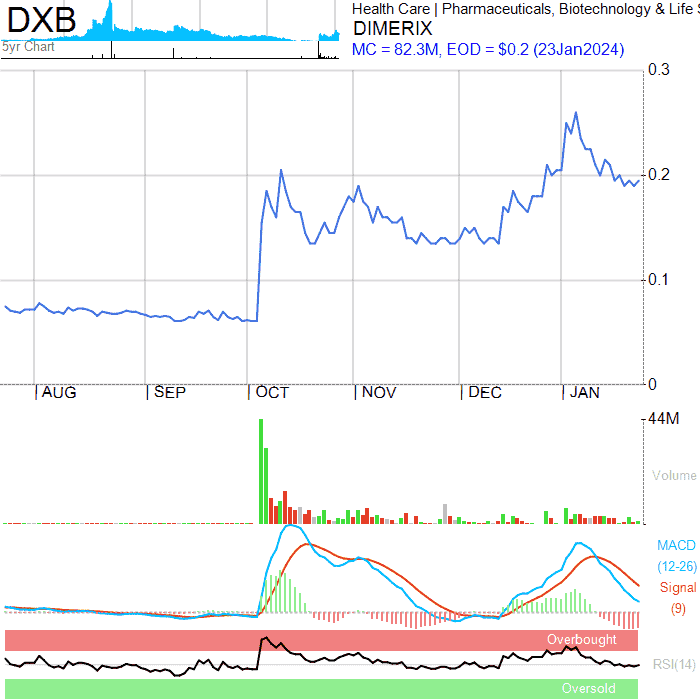 DXB
5yr Chart
Health Care | Pharmaceuticals, Biotechnology & Life S
DIMERIX
MC = 82.3M, EOD = $0.2 (23Jan2024)
0.3
0.2
0.1
0
|AUG |SEP |OCT |NOV |DEC |JAN
44M
Volume
MACD
(12-26)
Signal
(9)
Overbought
RSI(14)
Oversold